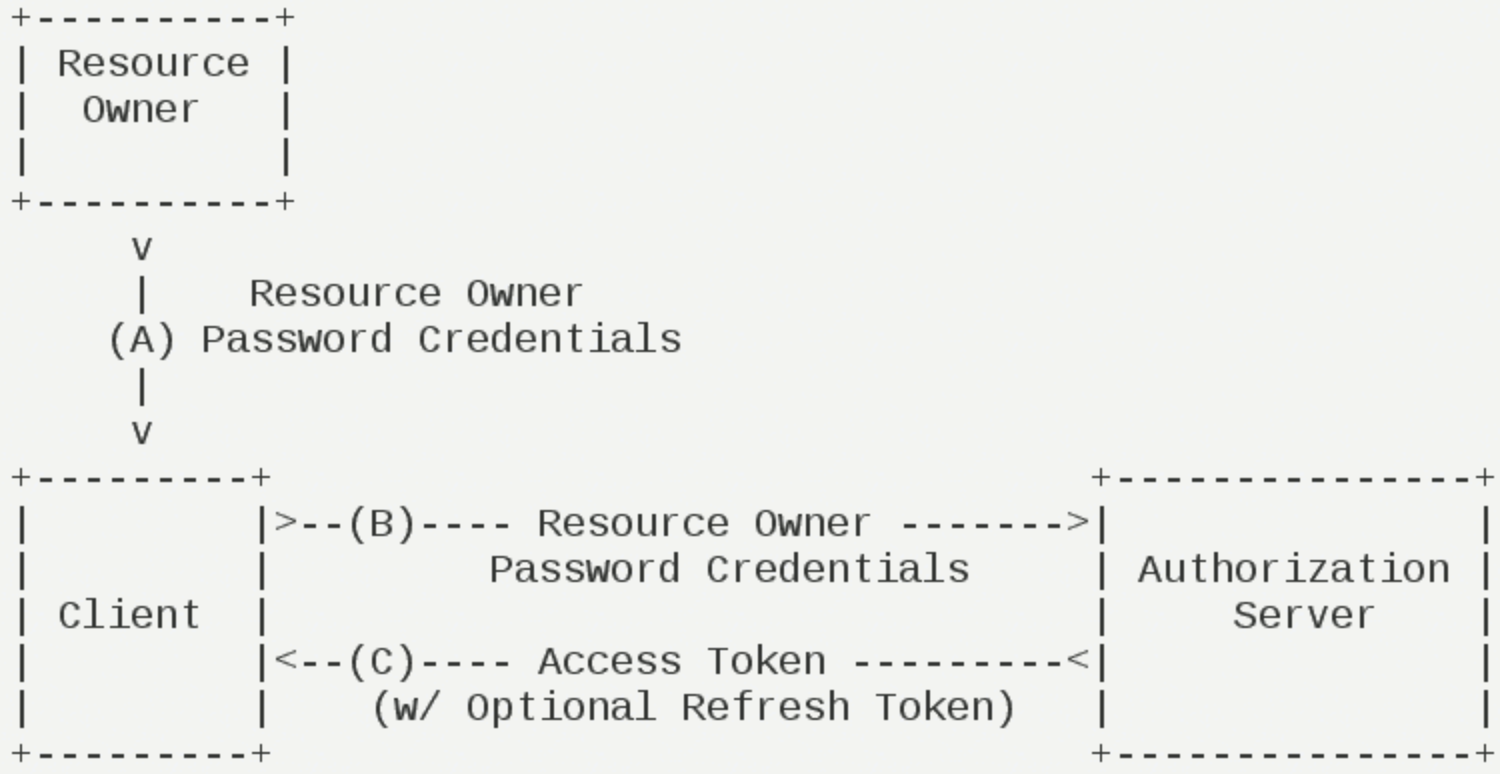 +----------+
| Resource |
|  Owner   |
|          |
+----------+
     v
     |    Resource Owner
    (A) Password Credentials
     |
     v
+---------+                                  +---------------+
|         |>--(B)---- Resource Owner ------->|               |
|         |         Password Credentials     | Authorization |
| Client  |                                  |     Server    |
|         |<--(C)---- Access Token ---------<|               |
|         |    (w/ Optional Refresh Token)   |               |
+---------+                                  +---------------+